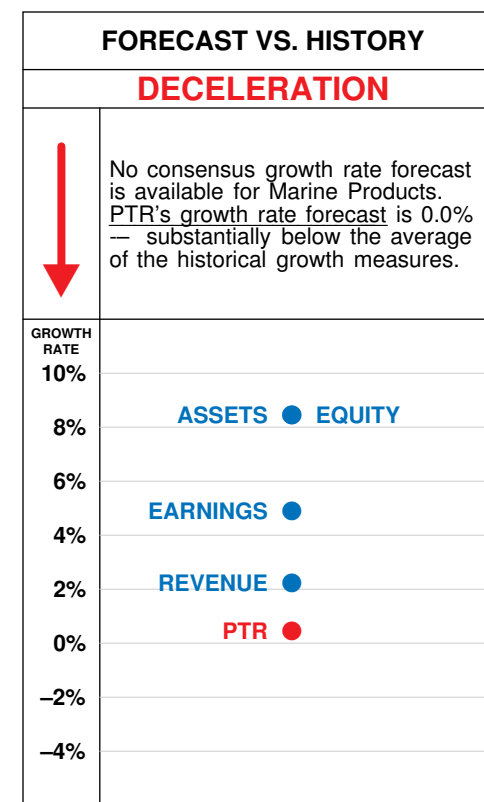 FORECAST VS. HISTORY
DECELERATION
No consensus growth rate forecast
is available for Marine Products.
PTR's growth rate forecast is 0.0%
-– substantially below the average
of the historical growth measures.
GROWTH
RATE
10%
ASSETS EQUITY
8%
6%
EARNINGS
4%
REVENUE
2%
PTR
0%
–2%
–4%